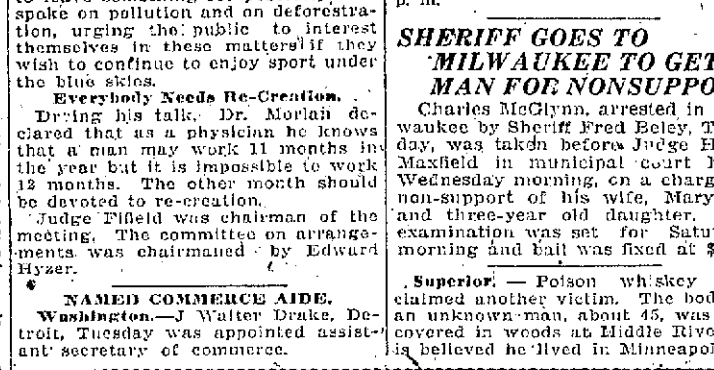 spoke on pollution and on deforestra-
tion, urging the public to interest
themselves in these matters if they
wish to continue to enjoy sport under
the blue skies.
Everybody Needs Re-Creation.
Drving his talk, Dr. Morlan de-
clared that as a physician he knows
that a man may work 11 months in
the year but it is impossible to work
12 months. The other month should
be devoted to re-creation.
Judge Fifield was chairman of the
meeting. The committee on arrange-
ments was chairmaned by Edward
Hyzer.
NAMED COMMERCE AIDE.
Washington.—J Walter Drake, De-
troit, Tuesday was appointed assist-
ant secretary of commerce.
p. m.
SHERIFF GOES TO
MILWAUKEE TO GET
MAN FOR NONSUPPO
Charles McGlynn, arrested in
waukee by Sheriff Fred Beley, T
day, was taken before Judge H
Maxfield in municipal court
Wednesday morning, on a charg
non-support of his wife, Mary
and three-year old daughter.
examination was set for Satu
morning and bail was fixed at $
Superior. — Poison whiskey
claimed another victim. The bod
an unknown man, about 45, was
covered in woods at Middle Rive
is believed he lived in Minneapol